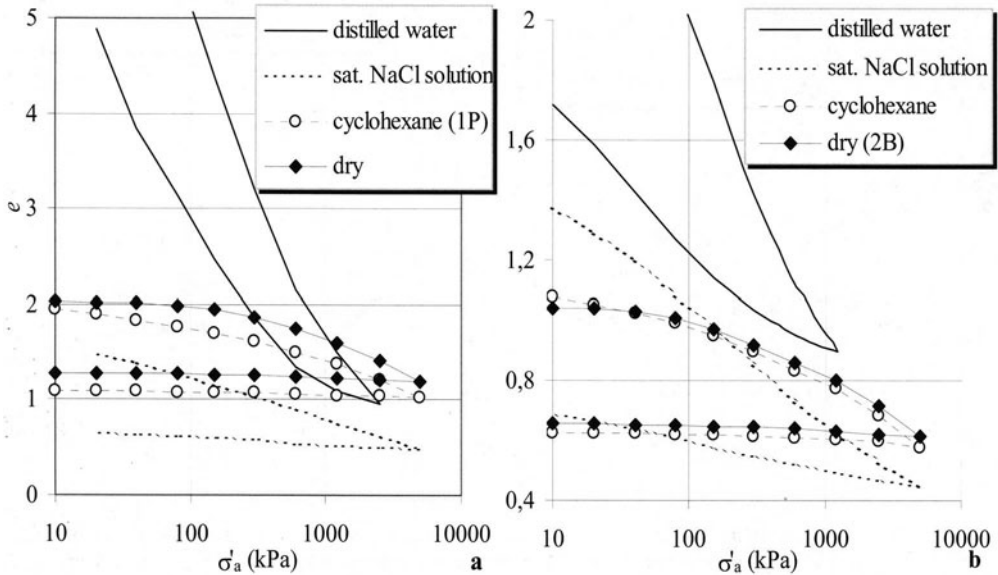 5
4
3
2
1
0
e
10
100
1000
10000
σ'a (kPa)
a
distilled water
sat. NaCl solution
cyclohexane (1P)
dry
2
1,6
1,2
0,8
0,4
10
100
1000
10000
σ'a (kPa)
b
distilled water
sat. NaCl solution
cyclohexane
dry (2B)